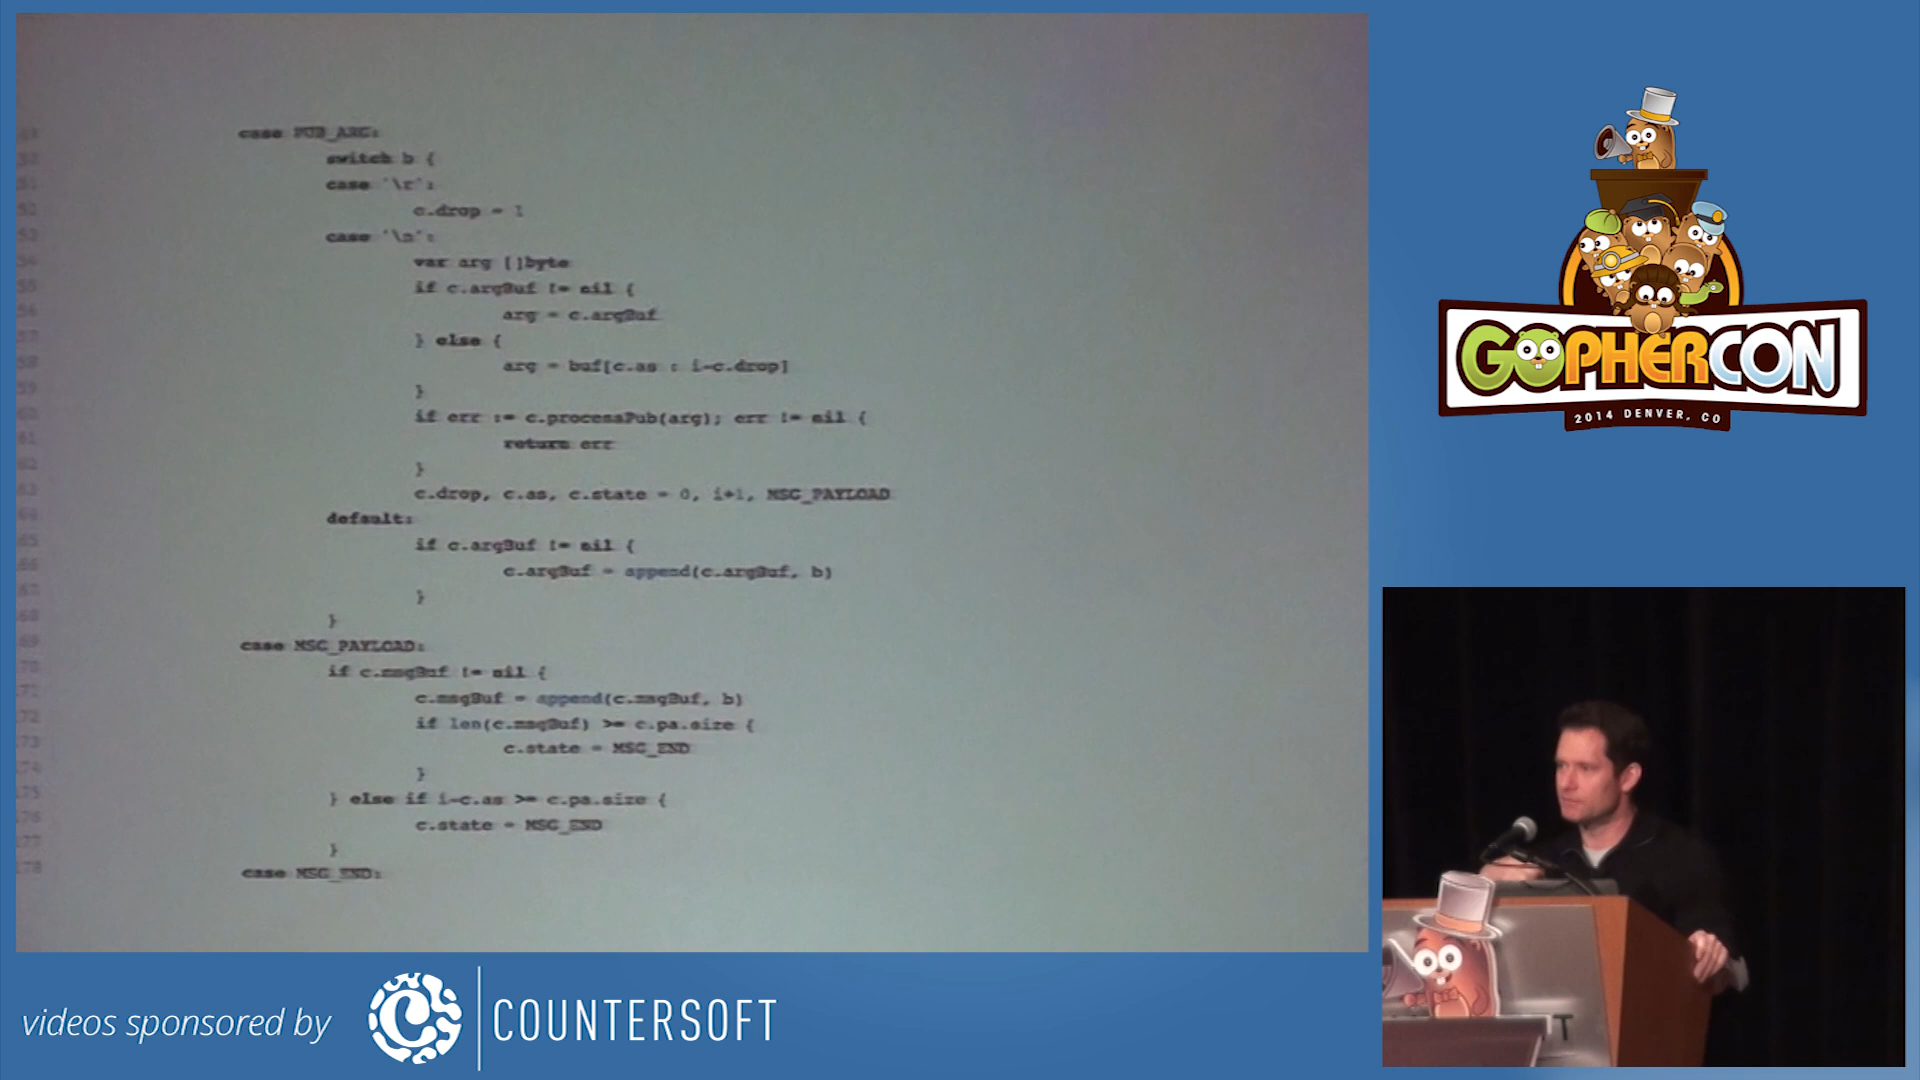 case PUB_ARG:
switch b {
case '\r':
c.drop = 1
case '\n':
var arg []byte
if c.argBuf != nil {
arg = c.argBuf
} else {
arg = buf[c.as : i-c.drop]
}
if err := c.processPub(arg); err != nil {
return err
}
c.drop, c.as, c.state = 0, i+1, MSG_PAYLOAD
default:
if c.argBuf != nil {
c.argBuf = append(c.argBuf, b)
}
}
case MSG_PAYLOAD:
if c.msgBuf != nil {
c.msgBuf = append(c.msgBuf, b)
if len(c.msgBuf) >= c.pa.size {
c.state = MSG_END
}
} else if i-c.as >= c.pa.size {
c.state = MSG_END
}
case MSG_END:
GOPHERCON
2014 DENVER, CO
videos sponsored by
COUNTERSOFT